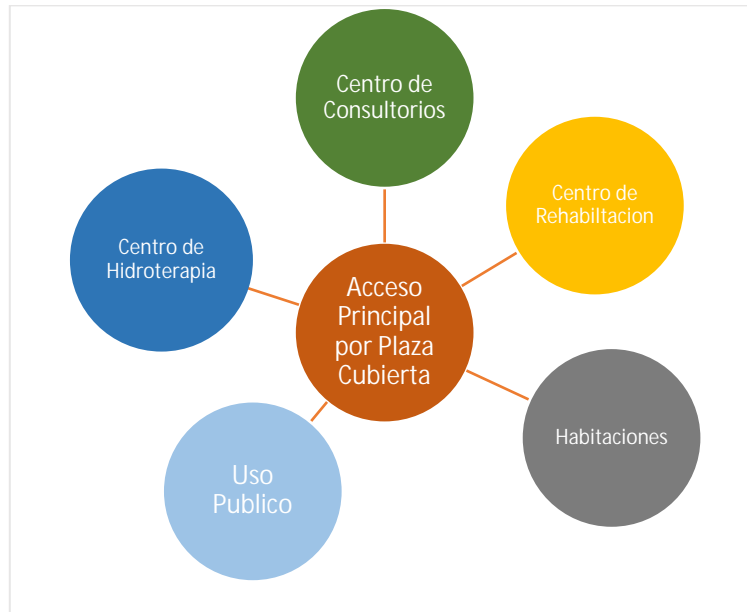 Centro de
Consultorios
Centro de
Rehabiltacion
Centro de
Hidroterapia
Acceso
Principal
por Plaza
Cubierta
Habitaciones
Uso
Publico